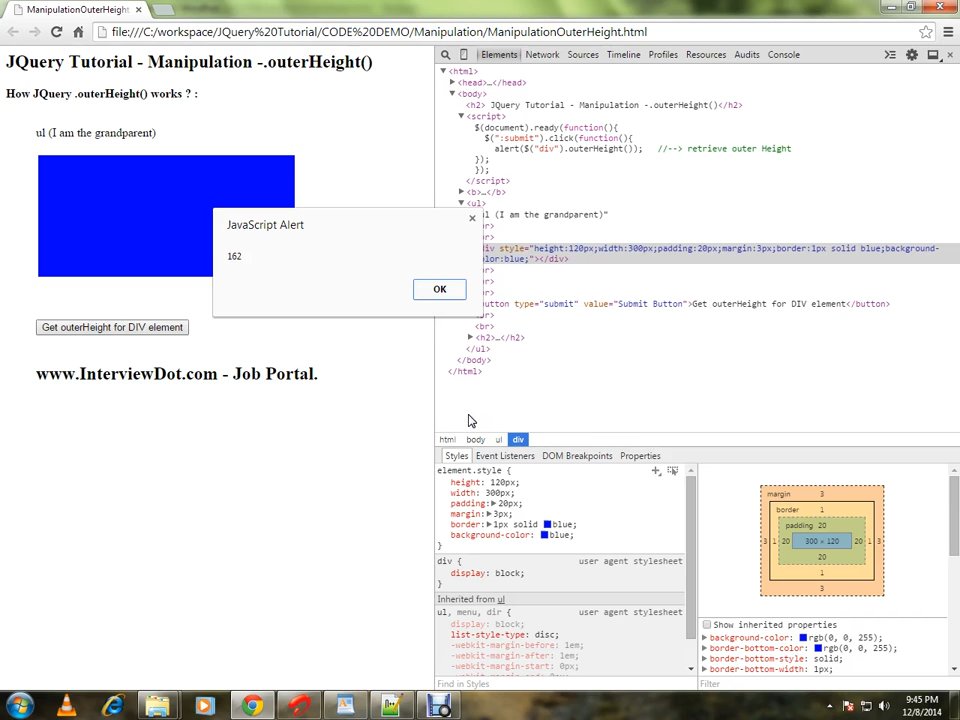 ManipulationOuterHeight.
file:///C:/workspace/JQuery%20Tutorial/CODE%20DEMO/Manipulation/ManipulationOuterHeight.html
JQuery Tutorial - Manipulation -.outerHeight()
How JQuery .outerHeight() works ? :
ul (I am the grandparent)
JavaScript Alert
162
OK
Get outerHeight for DIV element
www.InterviewDot.com - Job Portal.
Elements Network Sources Timeline Profiles Resources Audits Console
<html>
<head>…</head>
<body>
<h2> JQuery Tutorial - Manipulation -.outerHeight()</h2>
<script>
$(document).ready(function(){
$(":submit").click(function(){
alert($("div").outerHeight()); //--> retrieve outer Height
});
});
</script>
<b>…</b>
<ul>
(I am the grandparent)"
style="height:120px;width:300px;padding:20px;margin:3px;border:1px solid blue;background-
color:blue;"></div>
type="submit" value="Submit Button">Get outerHeight for DIV element</button>
<br>
<h2>…</h2>
</ul>
</body>
</html>
html body ul div
Styles Event Listeners DOM Breakpoints Properties
element.style {
height: 120px;
width: 300px;
padding: 20px;
margin: 3px;
border: 1px solid blue;
background-color: blue;
}
div { user agent stylesheet
display: block;
}
Inherited from ul
ul, menu, dir { user agent stylesheet
display: block;
list-style-type: disc;
-webkit-margin-before: 1em;
-webkit-margin-after: 1em;
-webkit-margin-start: 0px;
Find in Styles
margin 3
border 1
padding 20
3 1 20 300 × 120 20 1 3
20
1
3
Show inherited properties
background-color: rgb(0, 0, 255);
border-bottom-color: rgb(0, 0, 255);
border-bottom-style: solid;
border-bottom-width: 1px;
Filter
9:45 PM
12/8/2014